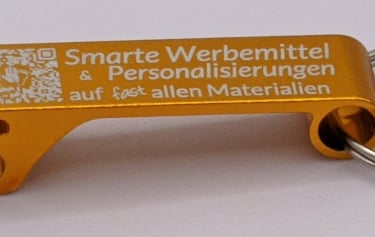 Smarte Werbemittel
& Personalisierungen
auf fast allen Materialien